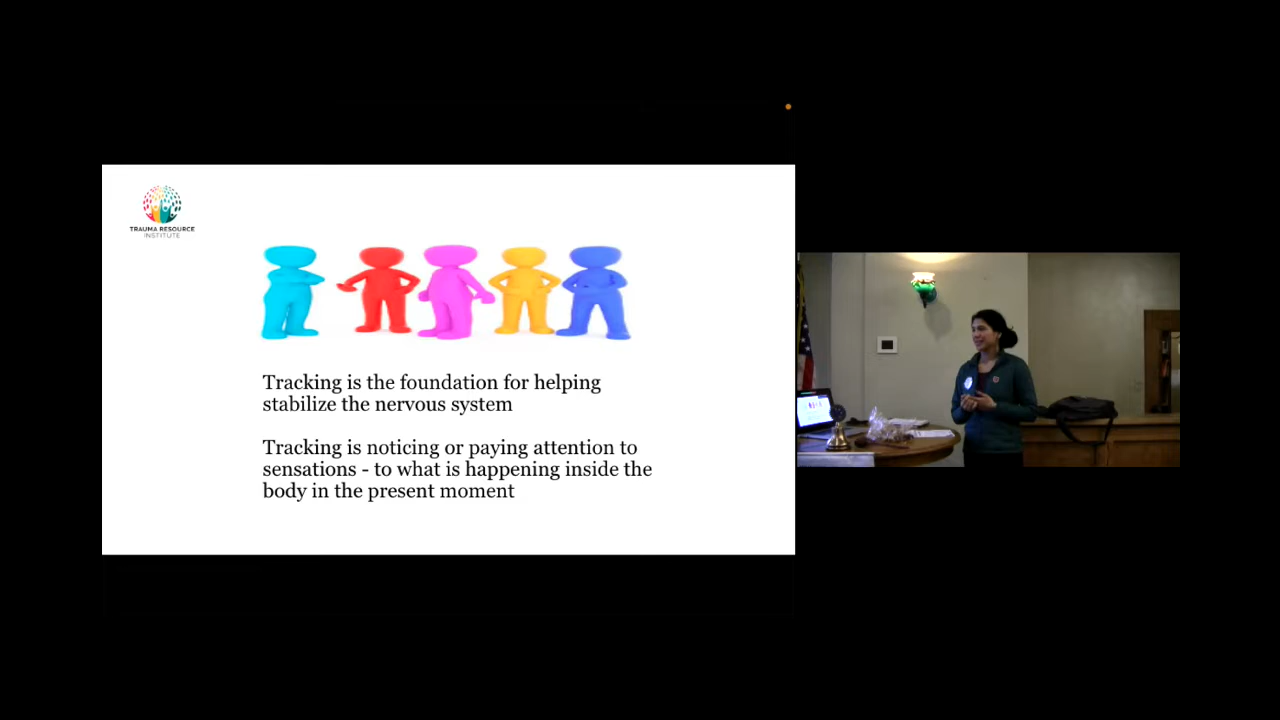 TRAUMA RESOURCE
INSTITUTE
Tracking is the foundation for helping
stabilize the nervous system
Tracking is noticing or paying attention to
sensations - to what is happening inside the
body in the present moment